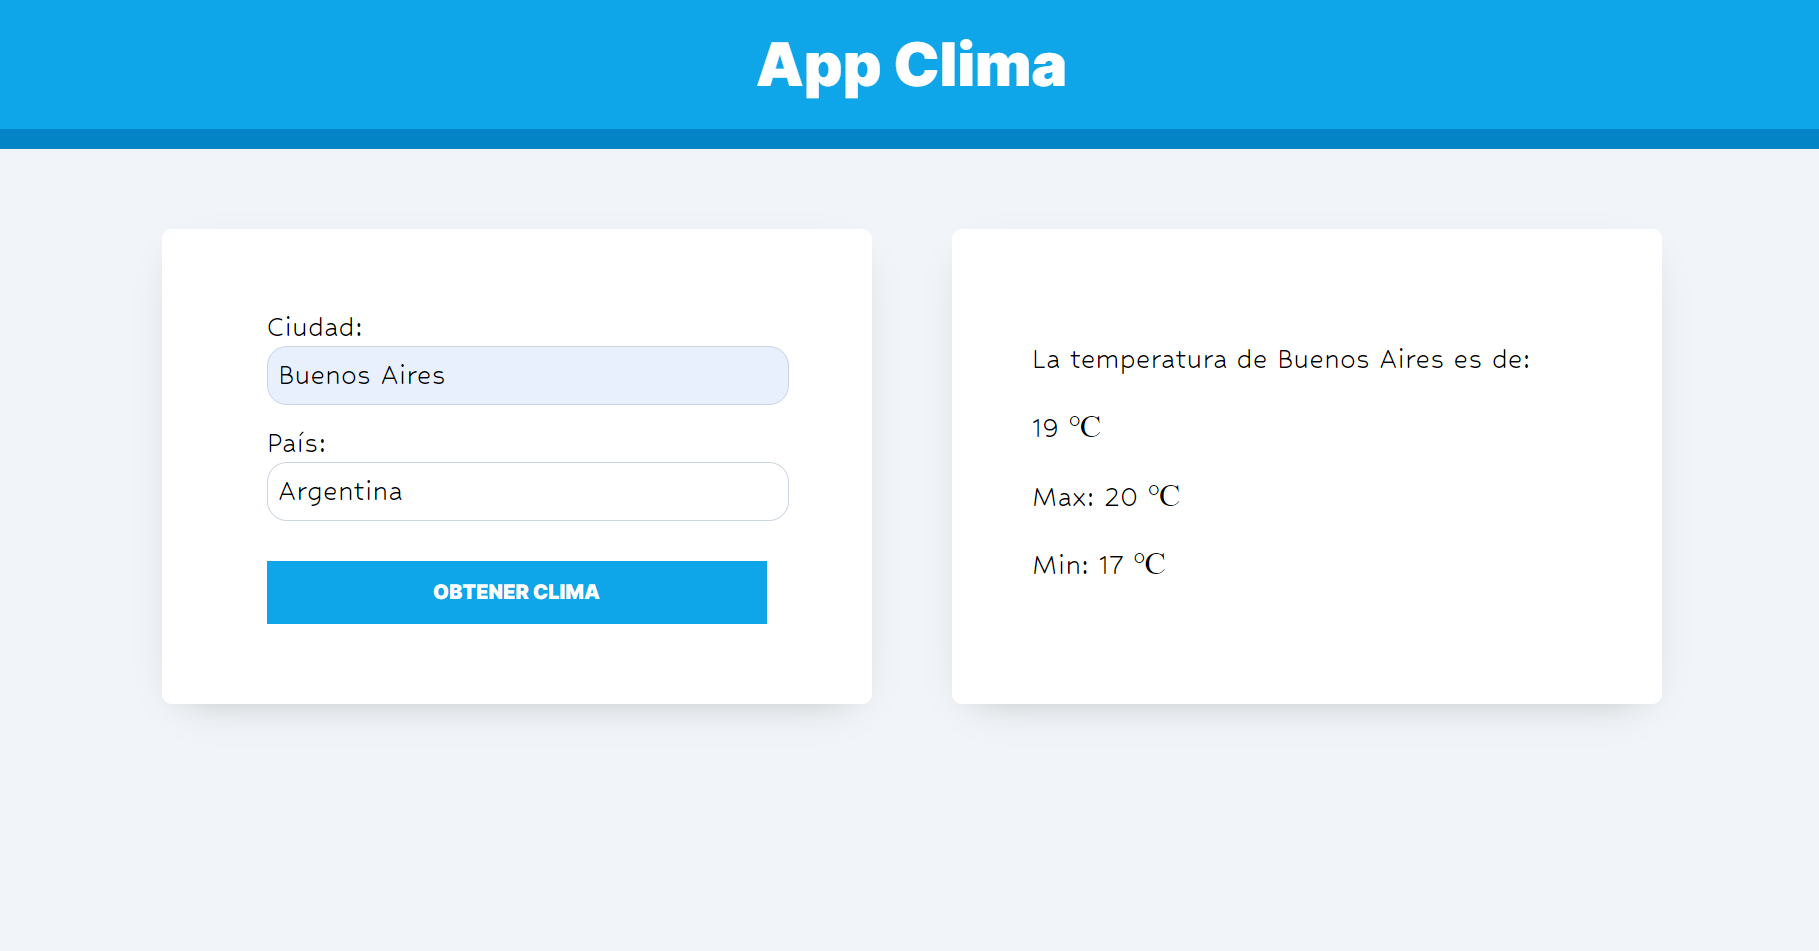 App Clima
Ciudad:
Buenos Aires
País:
Argentina
OBTENER CLIMA
La temperatura de Buenos Aires es de:
19 ℃
Max: 20 ℃
Min: 17 ℃